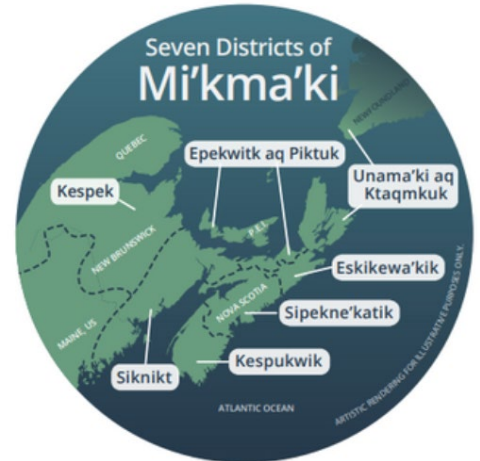 Seven Districts of
Mi'kma'ki
NEWFOUNDLAND
QUEBEC
Epekwitk aq Piktuk
Unama'ki aq
Ktaqmkuk
Kespek
P.E.I.
NEW BRUNSWICK
Eskikewa'kik
NOVA SCOTIA
Sipekne'katik
MAINE, US
Kespukwik
Siknikt
ATLANTIC OCEAN
ARTISTIC RENDERING FOR ILLUSTRATIVE PURPOSES ONLY.